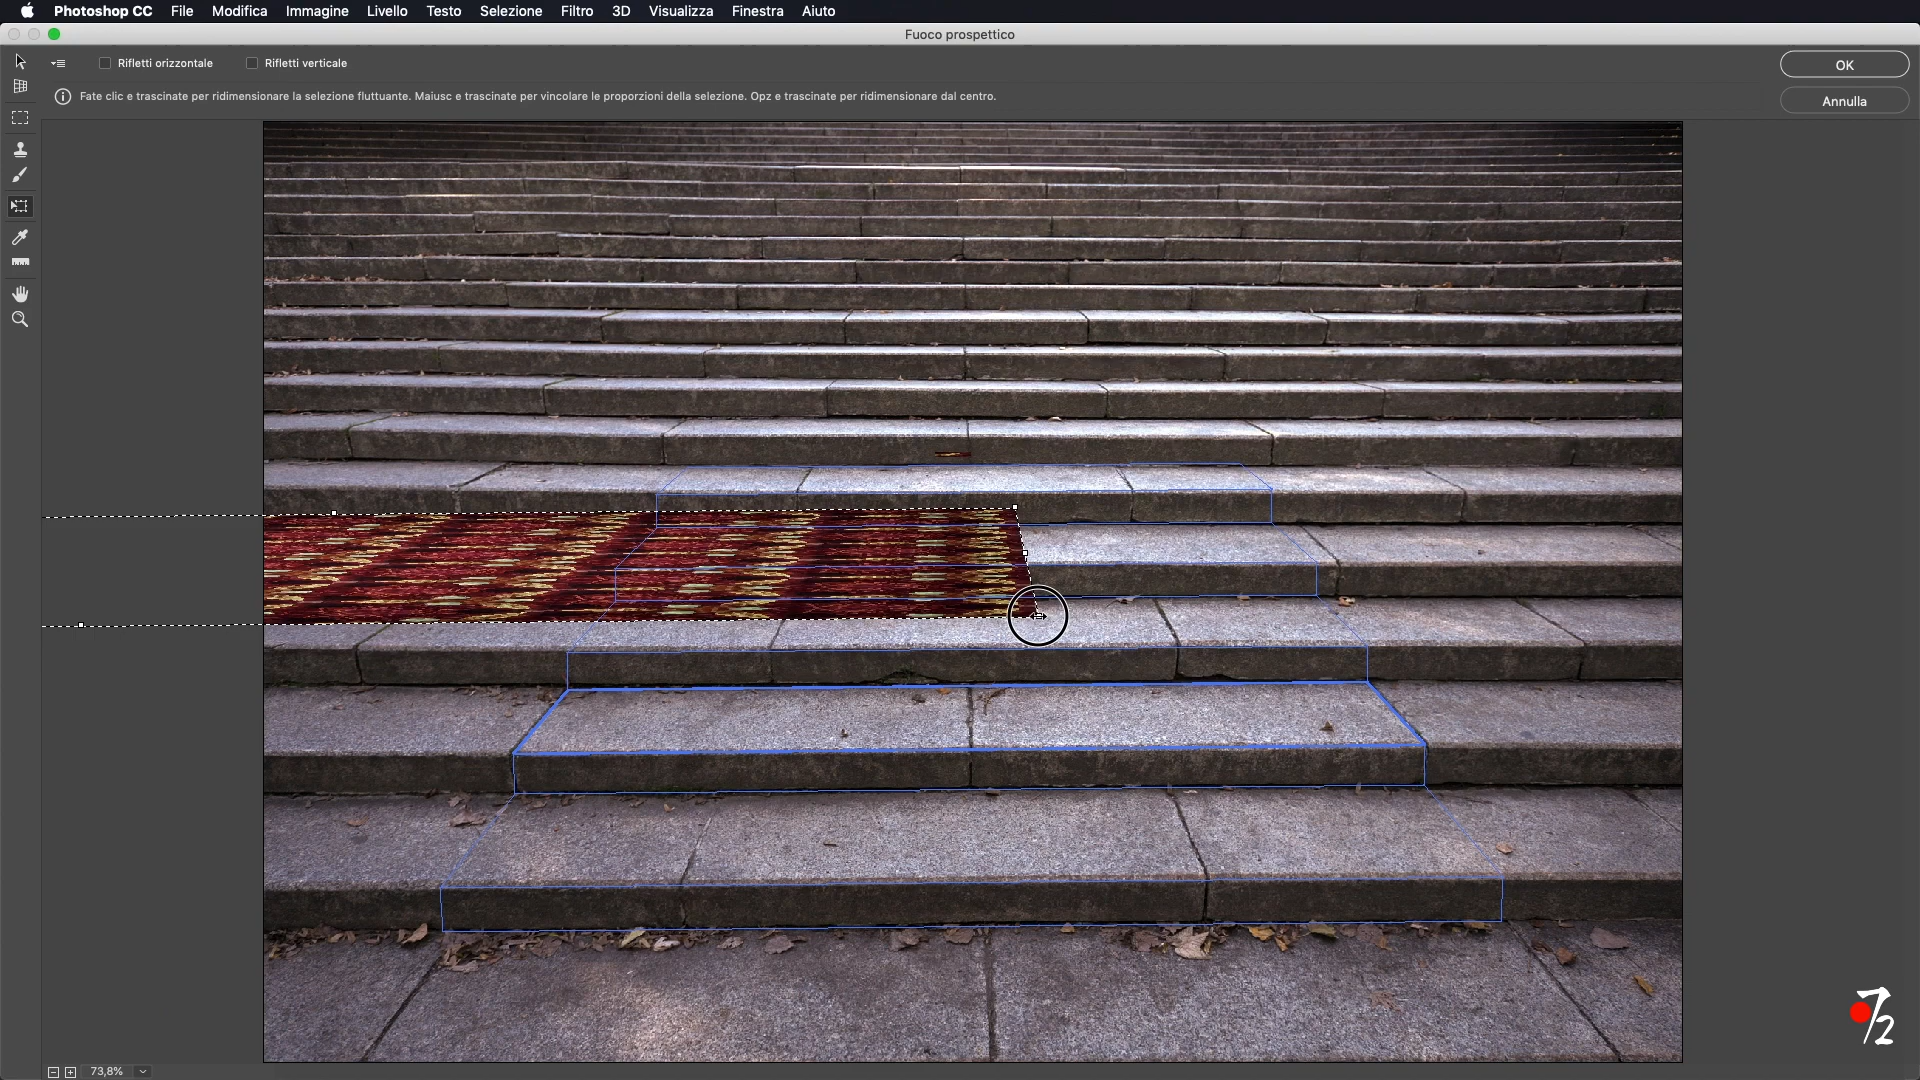 Photoshop CC File Modifica Immagine Livello Testo Selezione Filtro 3D Visualizza Finestra Aiuto
Fuoco prospettico
Rifletti orizzontale Rifletti verticale OK
Fate clic e trascinate per ridimensionare la selezione fluttuante. Maiusc e trascinate per vincolare le proporzioni della selezione. Opz e trascinate per ridimensionare dal centro.
Annulla
7/2
73,8%